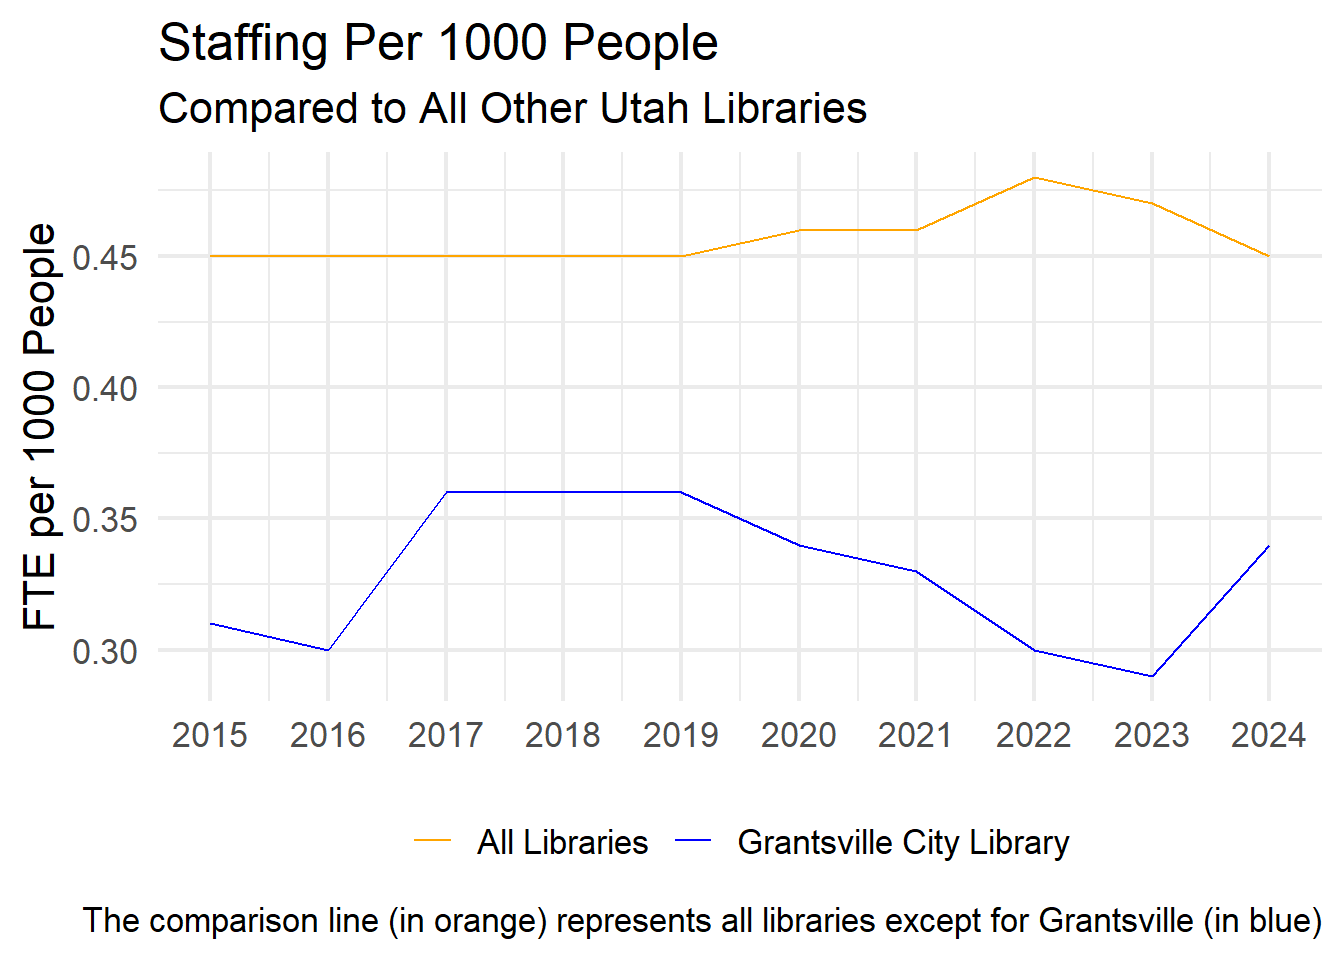 Staffing Per 1000 People
Compared to All Other Utah Libraries
FTE per 1000 People
0.45
0.40
0.35
0.30
2015 2016 2017 2018 2019 2020 2021 2022 2023 2024
All Libraries Grantsville City Library
The comparison line (in orange) represents all libraries except for Grantsville (in blue)